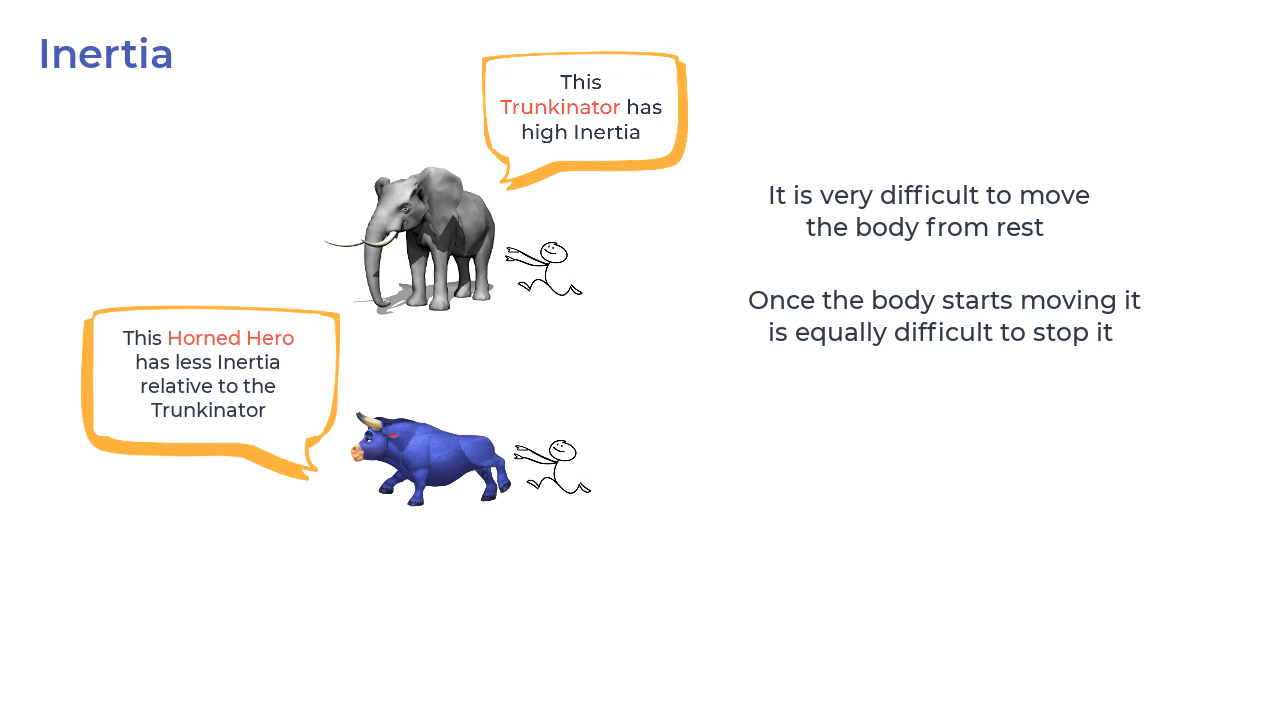 Inertia
This
Trunkinator has
high Inertia
It is very difficult to move
the body from rest
Once the body starts moving it
is equally difficult to stop it
This Horned Hero
has less Inertia
relative to the
Trunkinator